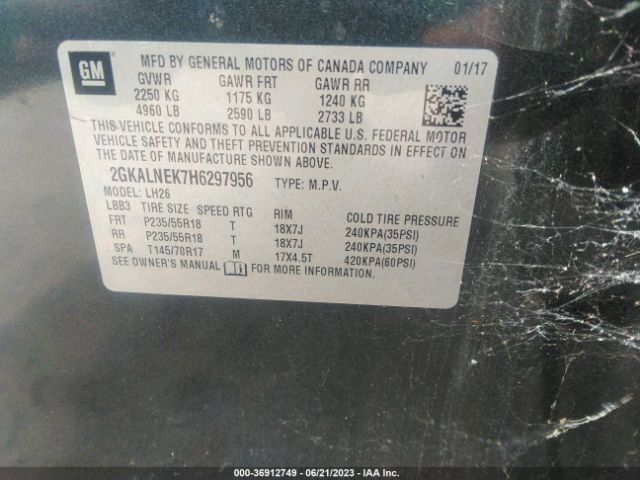 GM
MFD BY GENERAL MOTORS OF CANADA COMPANY 01/17
GVWR GAWR FRT GAWR RR
2250 KG 1175 KG 1240 KG
4960 LB 2590 LB 2733 LB
THIS VEHICLE CONFORMS TO ALL APPLICABLE U.S. FEDERAL MOTOR
VEHICLE SAFETY AND THEFT PREVENTION STANDARDS IN EFFECT ON
THE DATE OF MANUFACTURE SHOWN ABOVE.
2GKALNEK7H6297956 TYPE: M.P.V.
MODEL: LH26
LBB3 TIRE SIZE SPEED RTG RIM COLD TIRE PRESSURE
FRT P235/55R18 T 18X7J 240KPA(35PSI)
RR P235/55R18 T 18X7J 240KPA(35PSI)
SPA T145/70R17 M 17X4.5T 420KPA(60PSI)
SEE OWNER'S MANUAL FOR MORE INFORMATION.
000-36912749 - 06/21/2023 - IAA Inc.